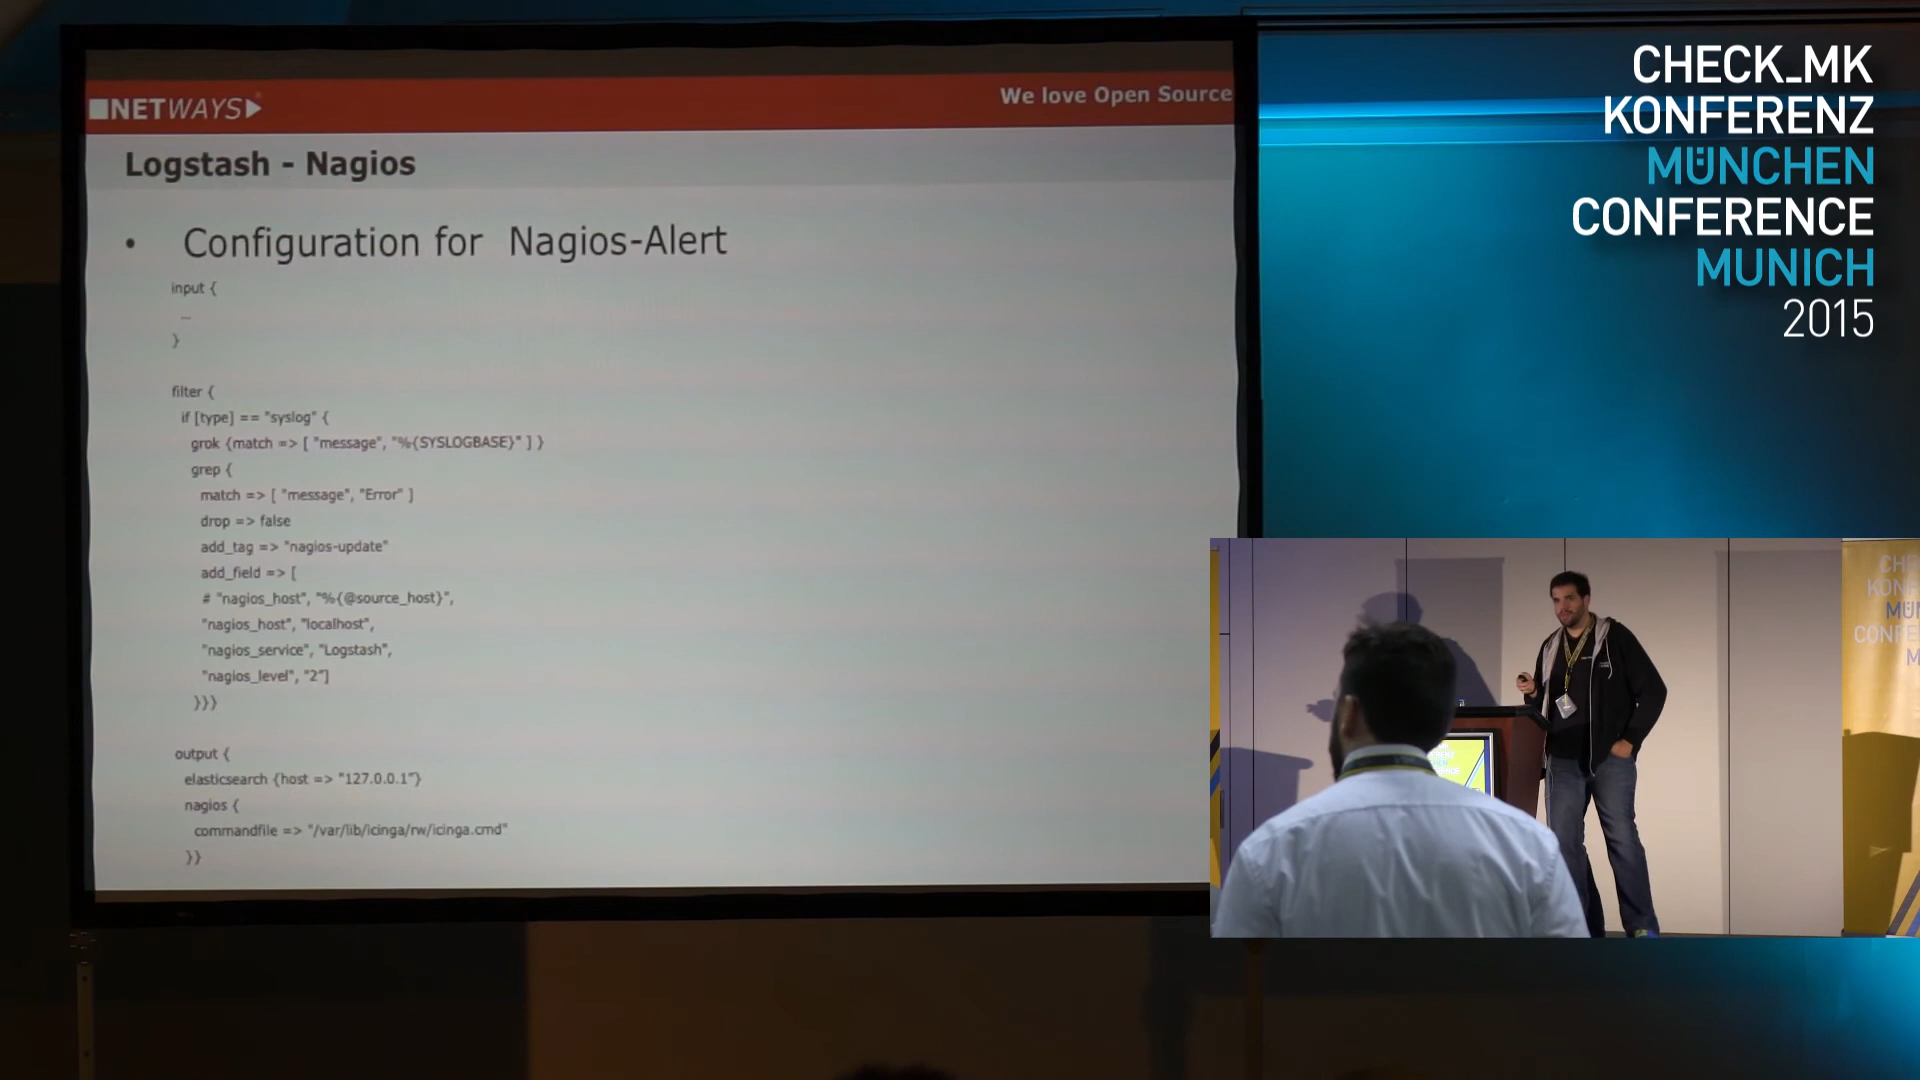 NETWAYS
We love Open Source
Logstash - Nagios
• Configuration for Nagios-Alert
input {
...
}
filter {
if [type] == "syslog" {
grok {match => [ "message", "%{SYSLOGBASE}" ] }
grep {
match => [ "message", "Error" ]
drop => false
add_tag => "nagios-update"
add_field => [
# "nagios_host", "%{@source_host}",
"nagios_host", "localhost",
"nagios_service", "Logstash",
"nagios_level", "2"]
}}}
output {
elasticsearch {host => "127.0.0.1"}
nagios {
commandfile => "/var/lib/icinga/rw/icinga.cmd"
}}
CHECK_MK
KONFERENZ
MÜNCHEN
CONFERENCE
MUNICH
2015